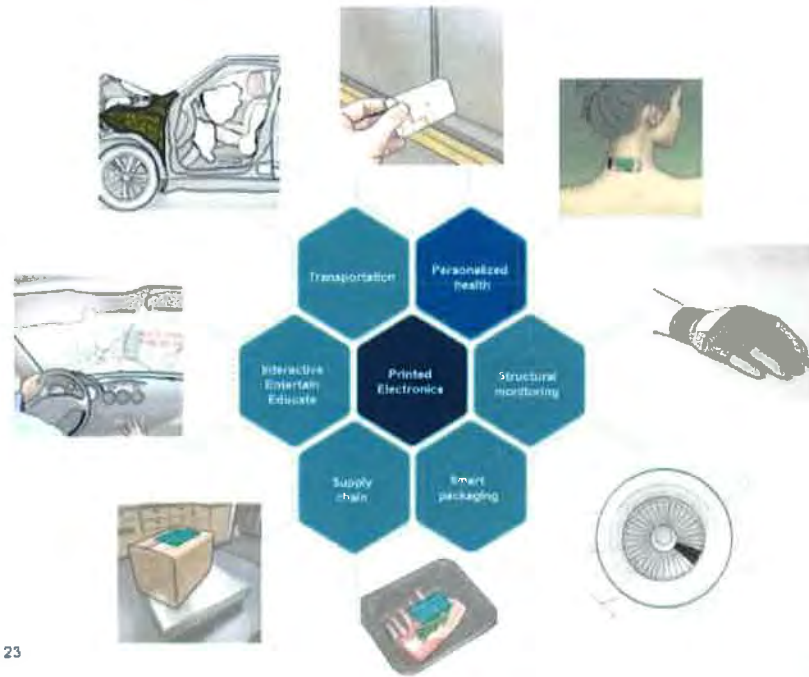 Transportation
Personalized
health
Interactive
Entertain
Educate
Printed
Electronics
Structural
monitoring
Supply
chain
Smart
packaging
23